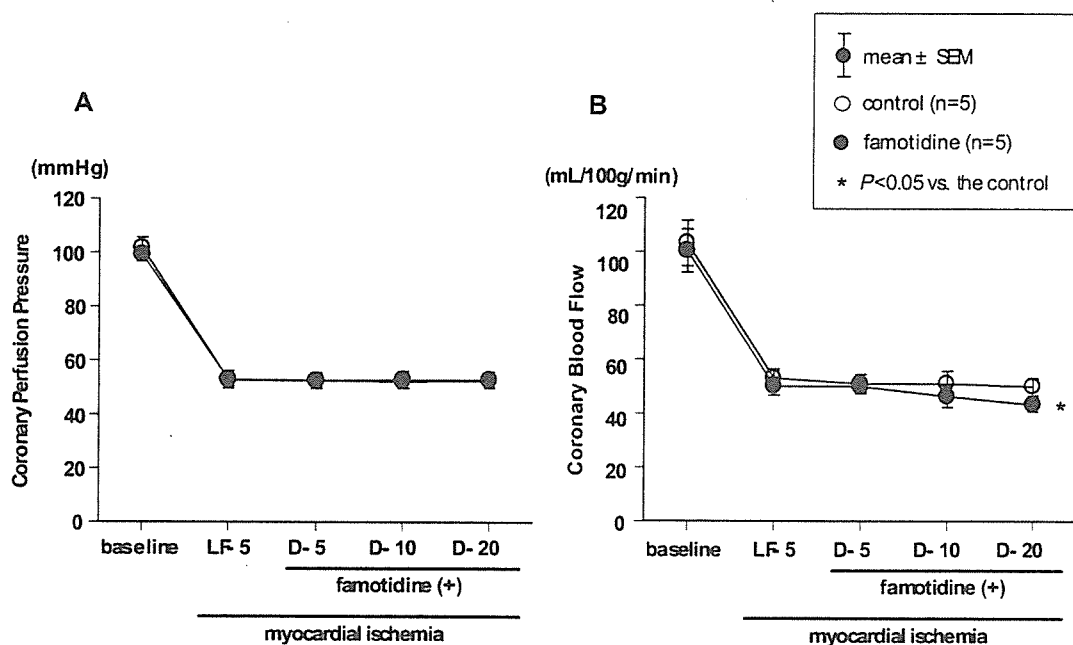 mean ± SEM
control (n=5)
famotidine (n=5)
* P<0.05 vs. the control
A
(mmHg)
Coronary Perfusion Pressure
120
100
80
60
40
20
0
baseline LF-5 D-5 D-10 D-20
famotidine (+)
myocardial ischemia
B
(mL/100g/min)
Coronary Blood Flow
120
100
80
60
40
20
0
*
baseline LF-5 D-5 D-10 D-20
famotidine (+)
myocardial ischemia